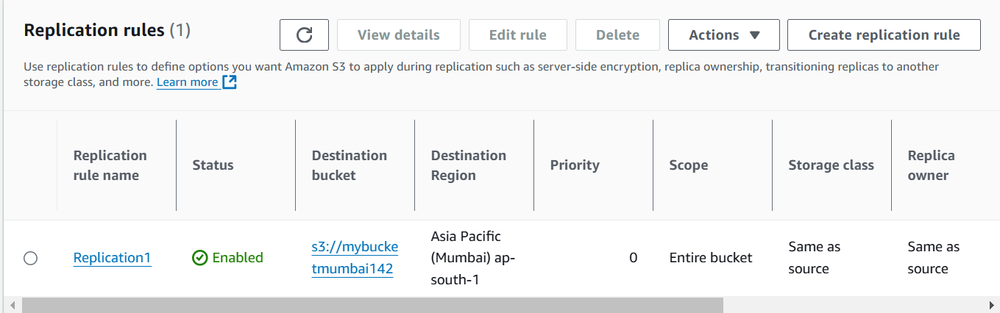 Replication rules (1)
View details
Edit rule
Delete
Actions
Create replication rule
Use replication rules to define options you want Amazon S3 to apply during replication such as server-side encryption, replica ownership, transitioning replicas to another
storage class, and more. Learn more
Replication
rule name
Status
Destination
bucket
Destination
Region
Priority
Scope
Storage class
Replica
owner
Replication1
Enabled
s3://mybucke
tmumbai142
Asia Pacific
(Mumbai) ap-
south-1
0
Entire bucket
Same as
source
Same as
source